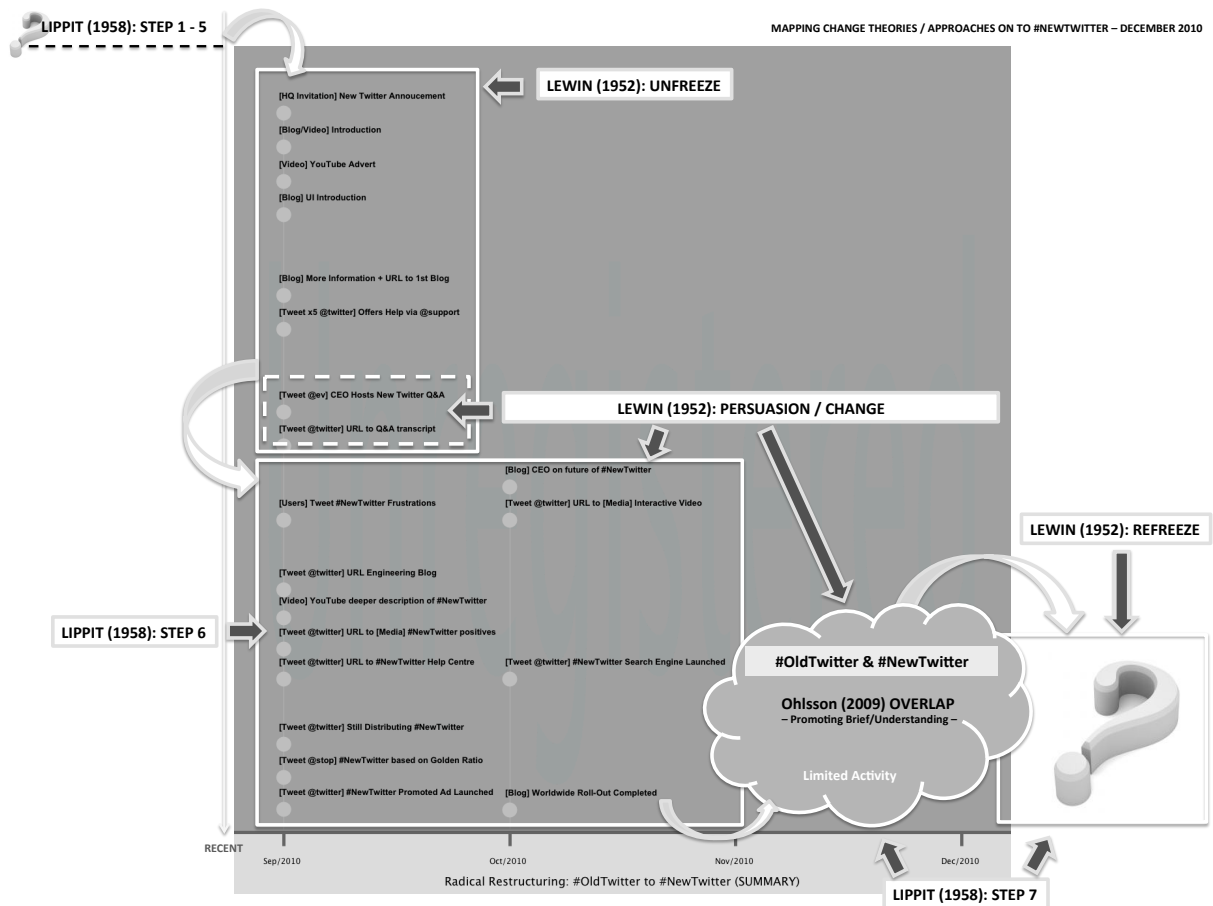 LIPPIT (1958): STEP 1 - 5
MAPPING CHANGE THEORIES / APPROACHES ON TO #NEWTWITTER – DECEMBER 2010
LEWIN (1952): UNFREEZE
[HQ Invitation] New Twitter Annoucement
[Blog/Video] Introduction
[Video] YouTube Advert
[Blog] UI Introduction
[Blog] More Information + URL to 1st Blog
[Tweet x5 @twitter] Offers Help via @support
[Tweet @ev] CEO Hosts New Twitter Q&A
LEWIN (1952): PERSUASION / CHANGE
[Tweet @twitter] URL to Q&A transcript
[Blog] CEO on future of #NewTwitter
[Users] Tweet #NewTwitter Frustrations
[Tweet @twitter] URL to [Media] Interactive Video
LEWIN (1952): REFREEZE
[Tweet @twitter] URL Engineering Blog
[Video] YouTube deeper description of #NewTwitter
LIPPIT (1958): STEP 6
[Tweet @twitter] URL to [Media] #NewTwitter positives
[Tweet @twitter] URL to #NewTwitter Help Centre
[Tweet @twitter] #NewTwitter Search Engine Launched
#OldTwitter & #NewTwitter
Ohlsson (2009) OVERLAP
– Promoting Brief/Understanding –
Limited Activity
[Tweet @twitter] Still Distributing #NewTwitter
[Tweet @stop] #NewTwitter based on Golden Ratio
[Tweet @twitter] #NewTwitter Promoted Ad Launched
[Blog] Worldwide Roll-Out Completed
RECENT
Sep/2010
Oct/2010
Nov/2010
Dec/2010
Radical Restructuring: #OldTwitter to #NewTwitter (SUMMARY)
LIPPIT (1958): STEP 7